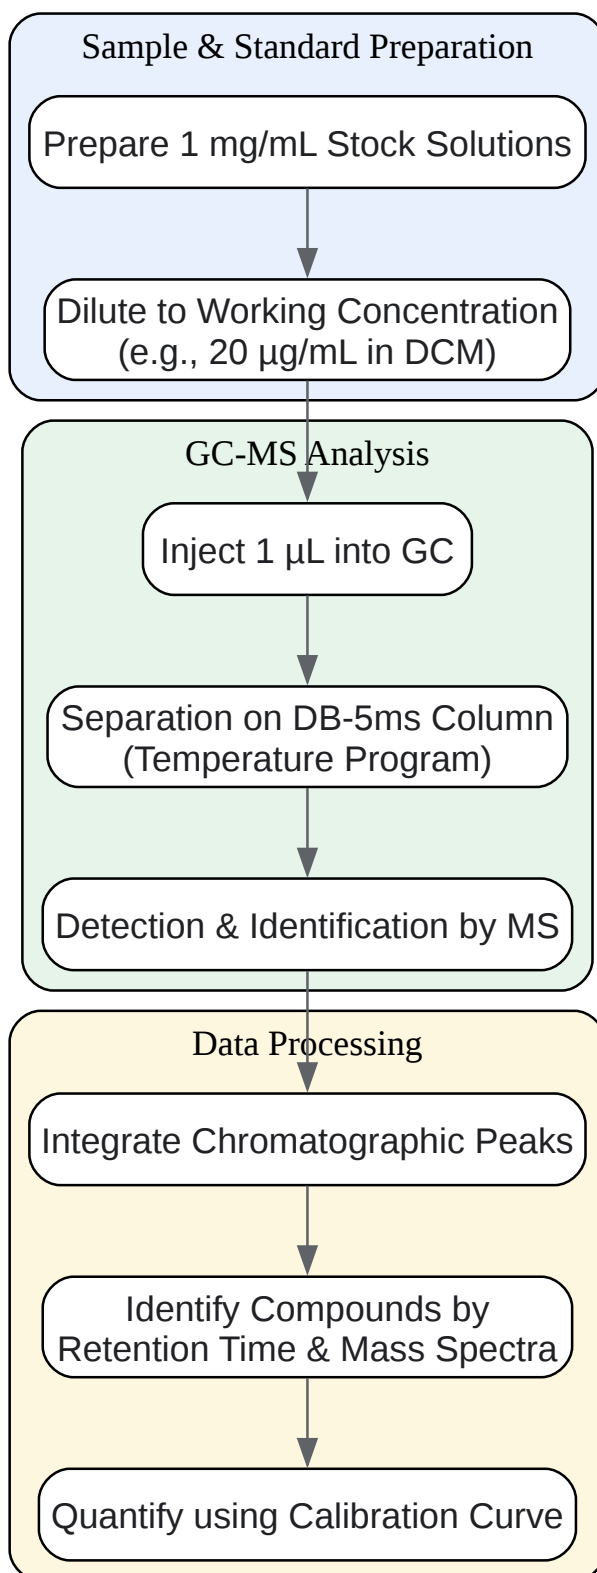 Sample & Standard Preparation
Prepare 1 mg/mL Stock Solutions
Dilute to Working Concentration
(e.g., 20 µg/mL in DCM)
GC-MS Analysis
Inject 1 µL into GC
Separation on DB-5ms Column
(Temperature Program)
Detection & Identification by MS
Data Processing
Integrate Chromatographic Peaks
Identify Compounds by
Retention Time & Mass Spectra
Quantify using Calibration Curve